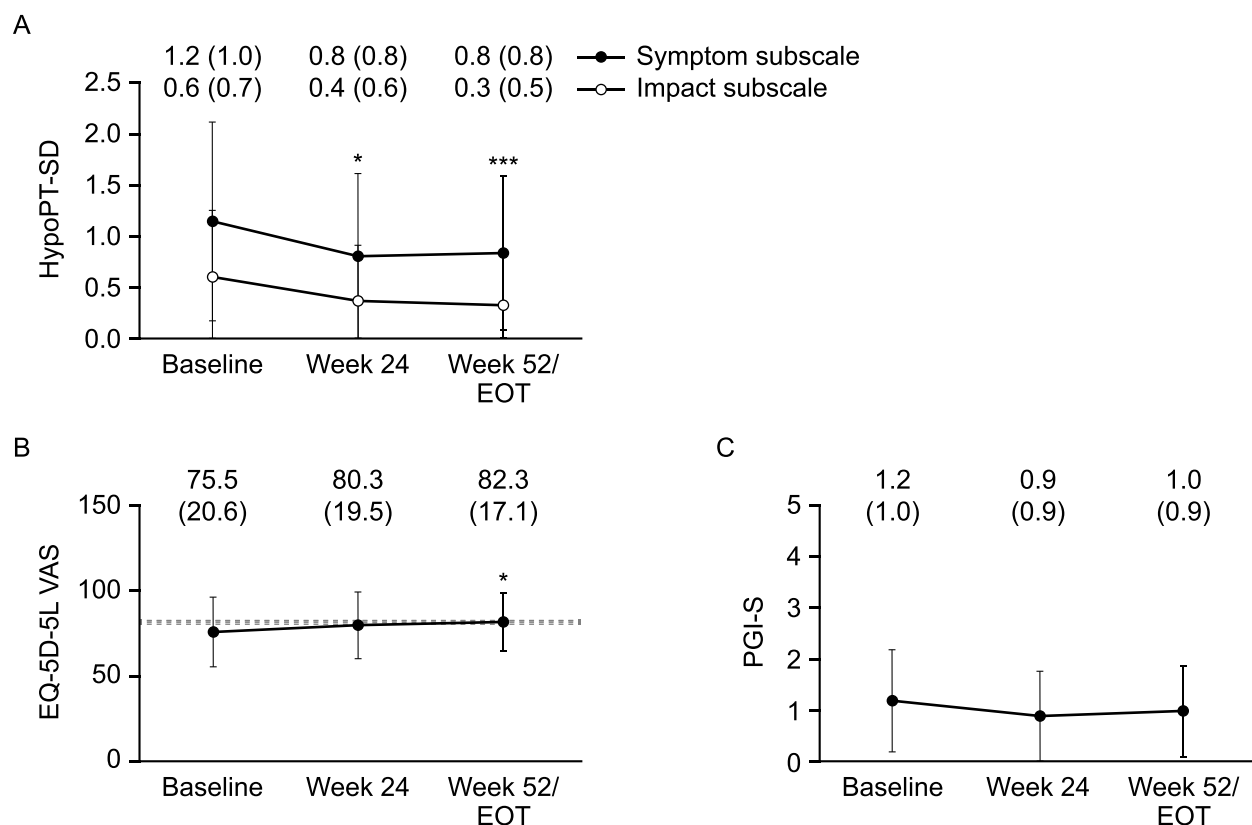 A
1.2 (1.0) 0.8 (0.8) 0.8 (0.8) Symptom subscale
0.6 (0.7) 0.4 (0.6) 0.3 (0.5) Impact subscale
2.5
2.0
1.5
1.0
0.5
0.0
HypoPT-SD
* ***
Baseline Week 24 Week 52/
EOT
B
75.5 80.3 82.3
(20.6) (19.5) (17.1)
150
100
50
0
EQ-5D-5L VAS
*
Baseline Week 24 Week 52/
EOT
C
1.2 0.9 1.0
(1.0) (0.9) (0.9)
5
4
3
2
1
0
PGI-S
Baseline Week 24 Week 52/
EOT